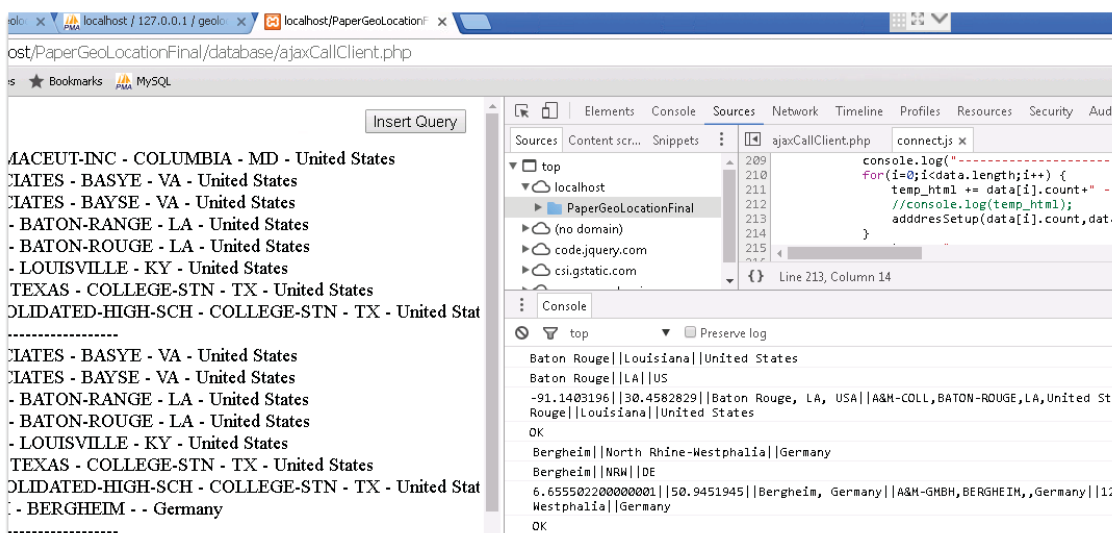 localhost / 127.0.0.1 / geolo
localhost/PaperGeoLocationF
ost/PaperGeoLocationFinal/database/ajaxCallClient.php
Bookmarks PMA MySQL
Insert Query
MACEUT-INC - COLUMBIA - MD - United States
CIATES - BASYE - VA - United States
CIATES - BAYSE - VA - United States
- BATON-RANGE - LA - United States
- BATON-ROUGE - LA - United States
- LOUISVILLE - KY - United States
TEXAS - COLLEGE-STN - TX - United States
OLIDATED-HIGH-SCH - COLLEGE-STN - TX - United Stat
-------------------
CIATES - BASYE - VA - United States
CIATES - BAYSE - VA - United States
- BATON-RANGE - LA - United States
- BATON-ROUGE - LA - United States
- LOUISVILLE - KY - United States
TEXAS - COLLEGE-STN - TX - United States
OLIDATED-HIGH-SCH - COLLEGE-STN - TX - United Stat
- BERGHEIM - - Germany
-------------------
Elements Console Sources Network Timeline Profiles Resources Security Aud
Sources Content scr... Snippets
top
localhost
PaperGeoLocationFinal
(no domain)
code.jquery.com
csi.gstatic.com
ajaxCallClient.php connect.js ×
209 console.log("----------------------
210 for(i=0;i<data.length;i++) {
211 temp_html += data[i].count+" -
212 //console.log(temp_html);
213 adddresSetup(data[i].count,dat
214 }
215
{} Line 213, Column 14
Console
top Preserve log
Baton Rouge||Louisiana||United States
Baton Rouge||LA||US
-91.1403196||30.4582829||Baton Rouge, LA, USA||A&M-COLL,BATON-ROUGE,LA,United St
Rouge||Louisiana||United States
OK
Bergheim||North Rhine-Westphalia||Germany
Bergheim||NRW||DE
6.655502200000001||50.9451945||Bergheim, Germany||A&M-GMBH,BERGHEIM,,Germany||12
Westphalia||Germany
OK